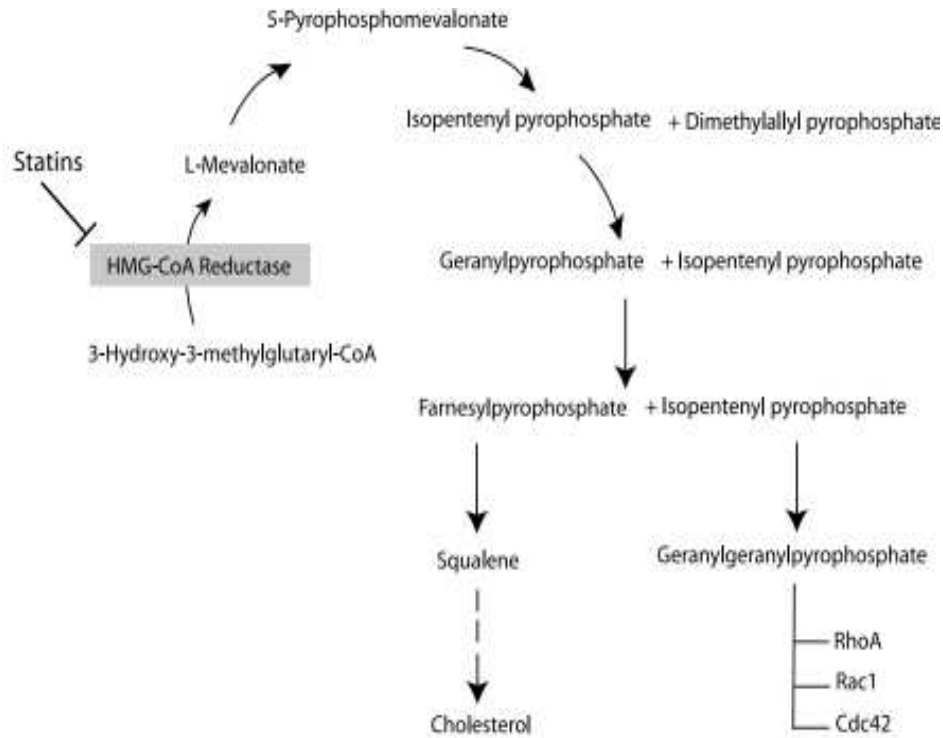 5-Pyrophosphomevalonate
Isopentenyl pyrophosphate + Dimethylallyl pyrophosphate
Statins
L-Mevalonate
HMG-CoA Reductase
Geranylpyrophosphate + Isopentenyl pyrophosphate
3-Hydroxy-3-methylglutaryl-CoA
Farnesylpyrophosphate + Isopentenyl pyrophosphate
Squalene
Geranylgeranylpyrophosphate
RhoA
Rac1
Cholesterol
Cdc42